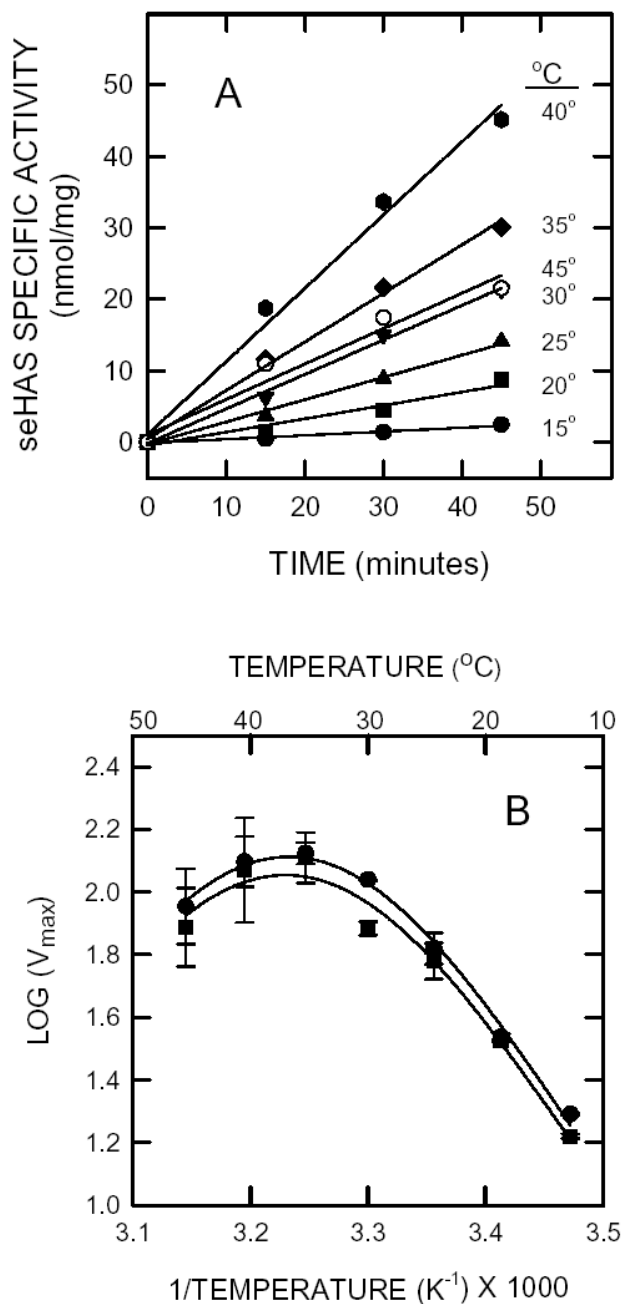 A
seHAS SPECIFIC ACTIVITY
(nmol/mg)
50
40
30
20
10
0
°C
40°
35°
45°
30°
25°
20°
15°
0 10 20 30 40 50
TIME (minutes)
TEMPERATURE (°C)
50 40 30 20 10
B
LOG (Vmax)
2.4
2.2
2.0
1.8
1.6
1.4
1.2
1.0
3.1 3.2 3.3 3.4 3.5
1/TEMPERATURE (K⁻¹) X 1000